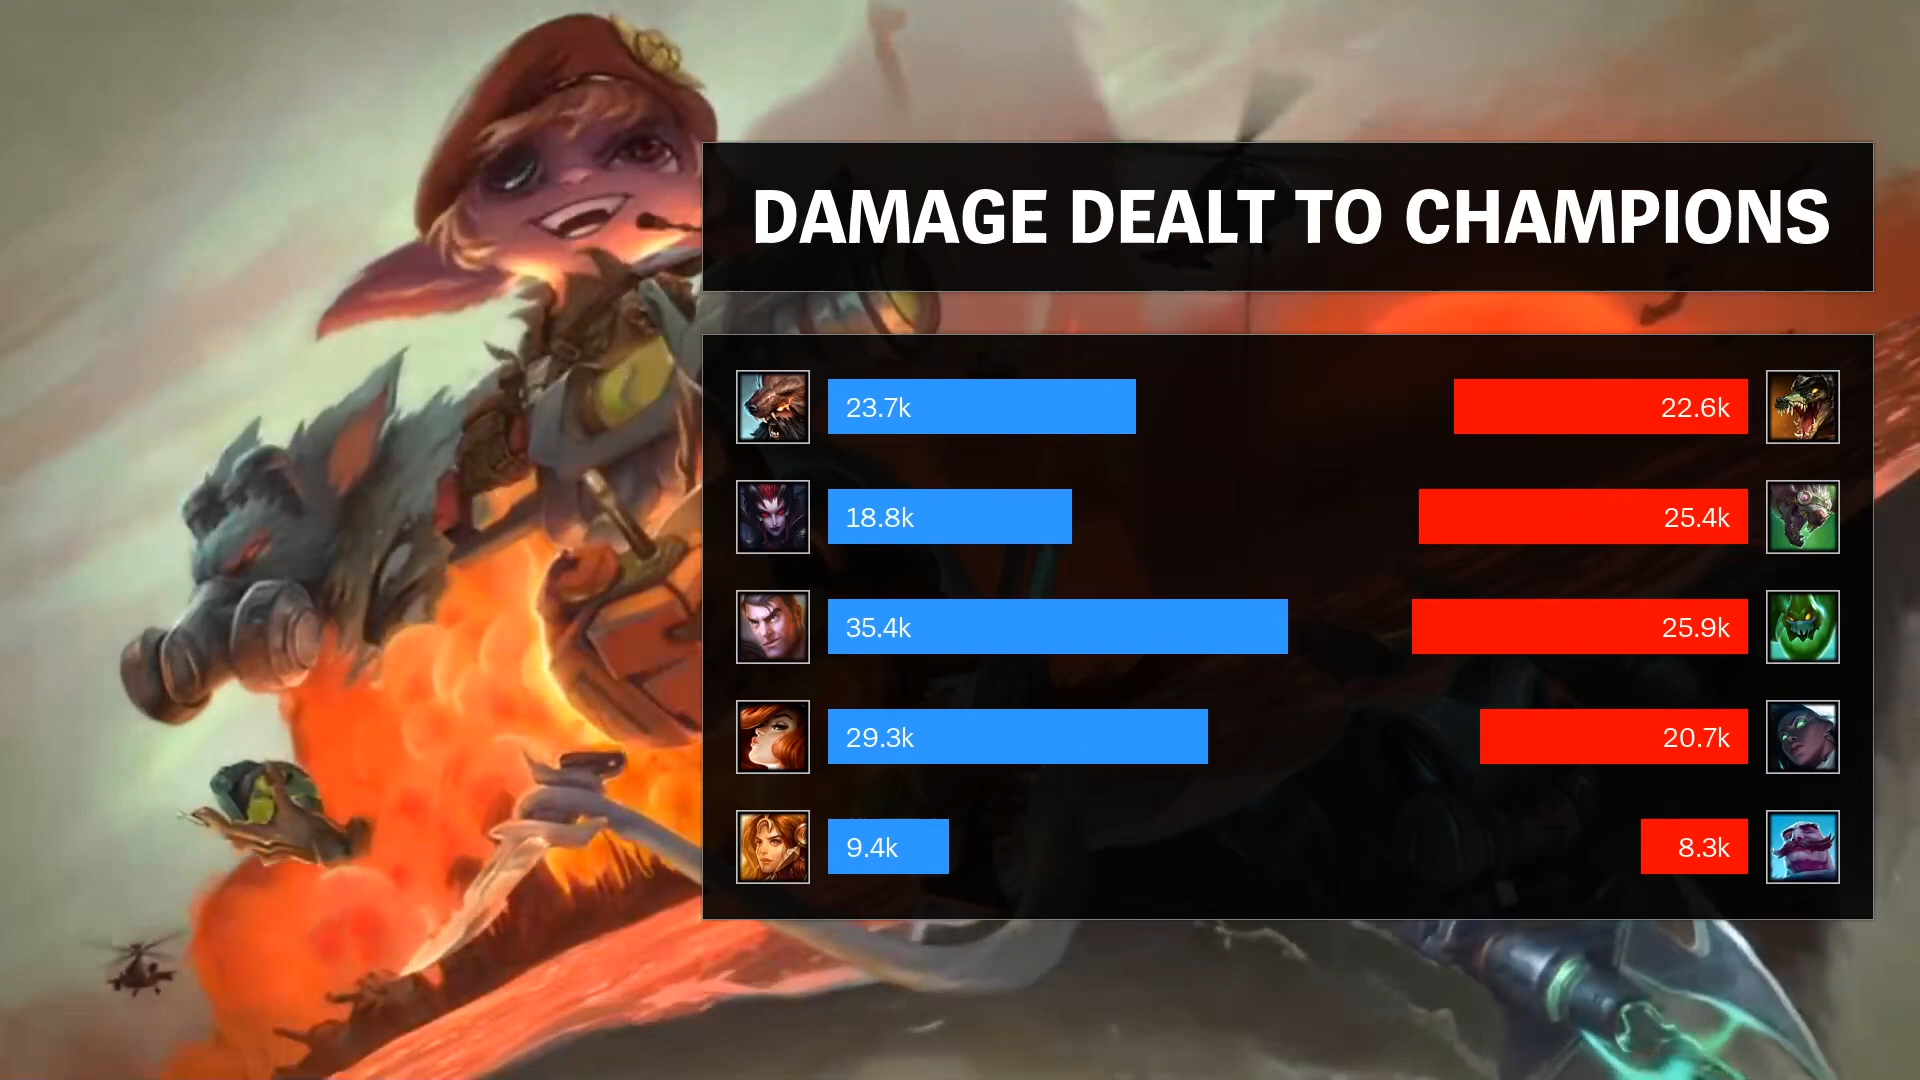 DAMAGE DEALT TO CHAMPIONS
23.7k 22.6k
18.8k 25.4k
35.4k 25.9k
29.3k 20.7k
9.4k 8.3k